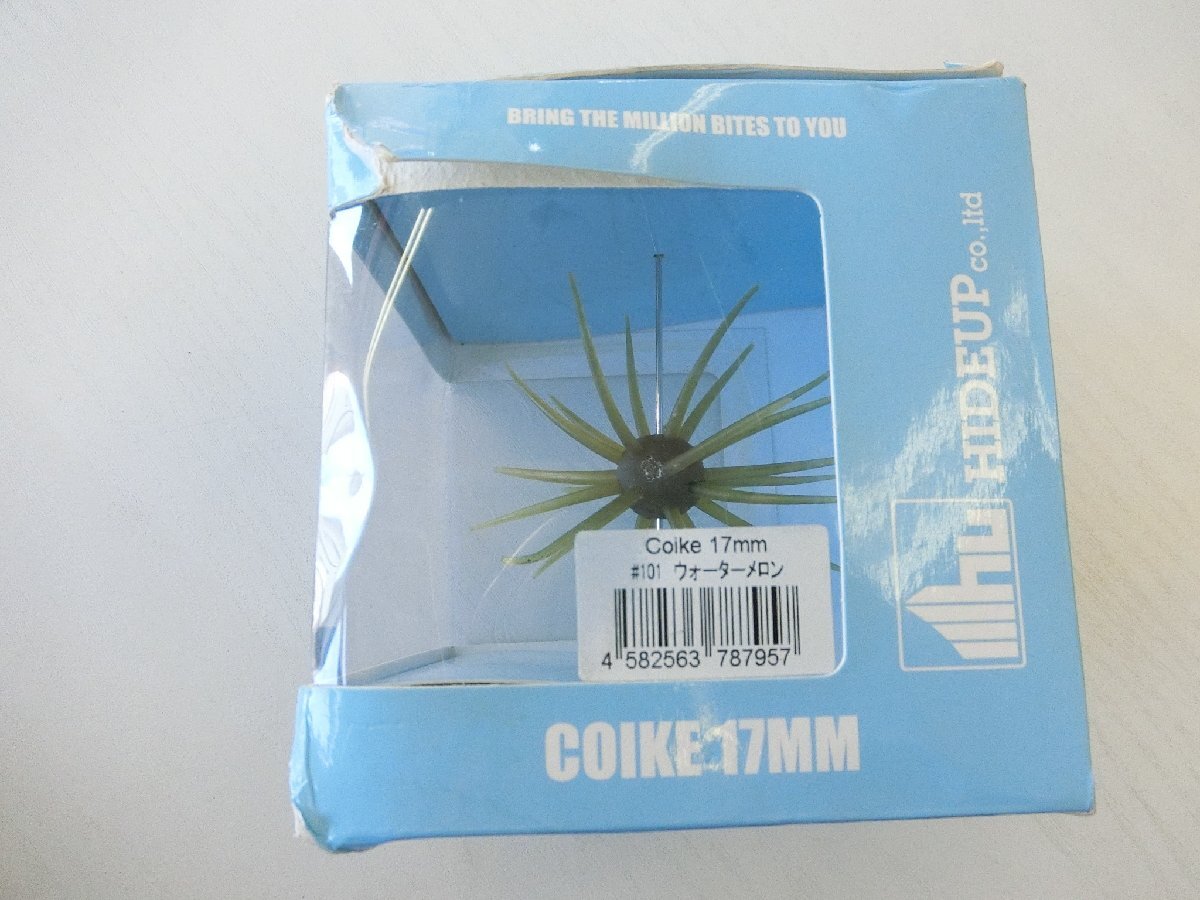 BRING THE MILLION BITES TO YOU
HIDEUP co.,ltd
HU
Coike 17mm
#101 ウォーターメロン
4 582563 787957
COIKE 17MM